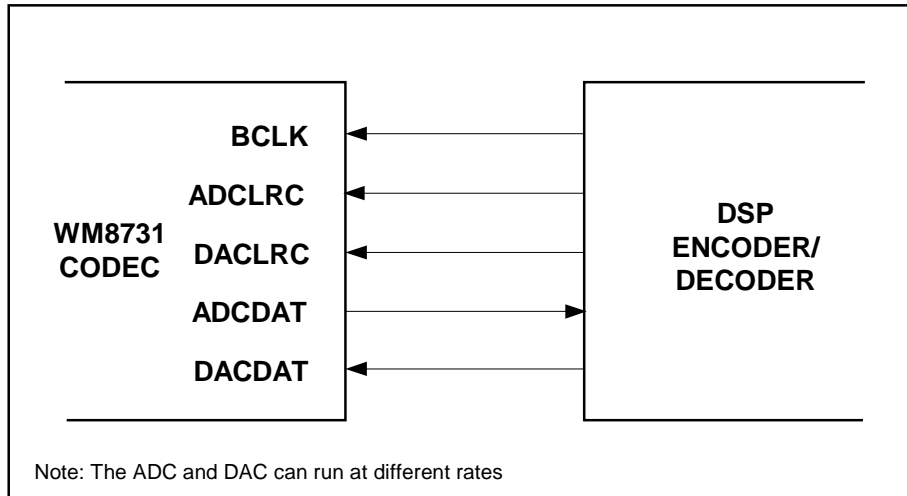 WM8731
CODEC
BCLK
ADCLRC
DACLRC
ADCDAT
DACDAT
DSP
ENCODER/
DECODER
Note: The ADC and DAC can run at different rates